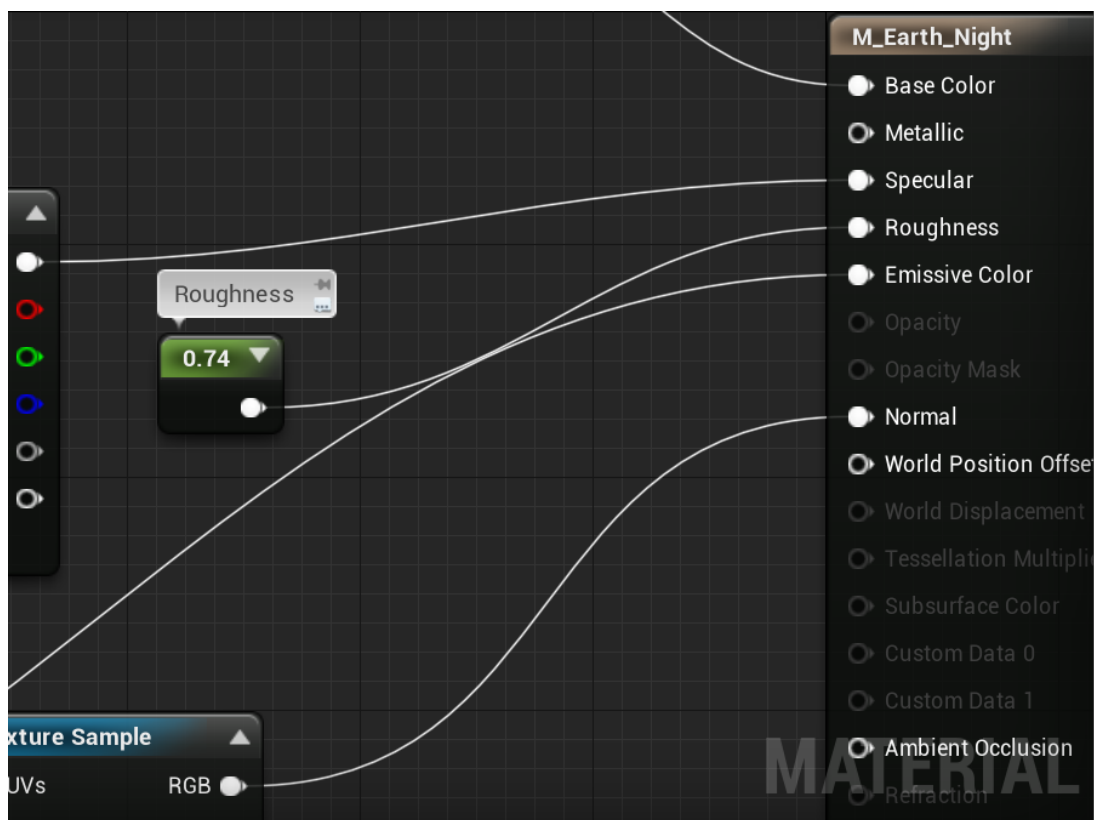 M_Earth_Night
Base Color
Metallic
Specular
Roughness
Emissive Color
Opacity
Opacity Mask
Normal
World Position Offse
World Displacement
Tessellation Multiplie
Subsurface Color
Custom Data 0
Custom Data 1
Ambient Occlusion
Refraction
Roughness
0.74
xture Sample
UVs RGB
MATERIAL